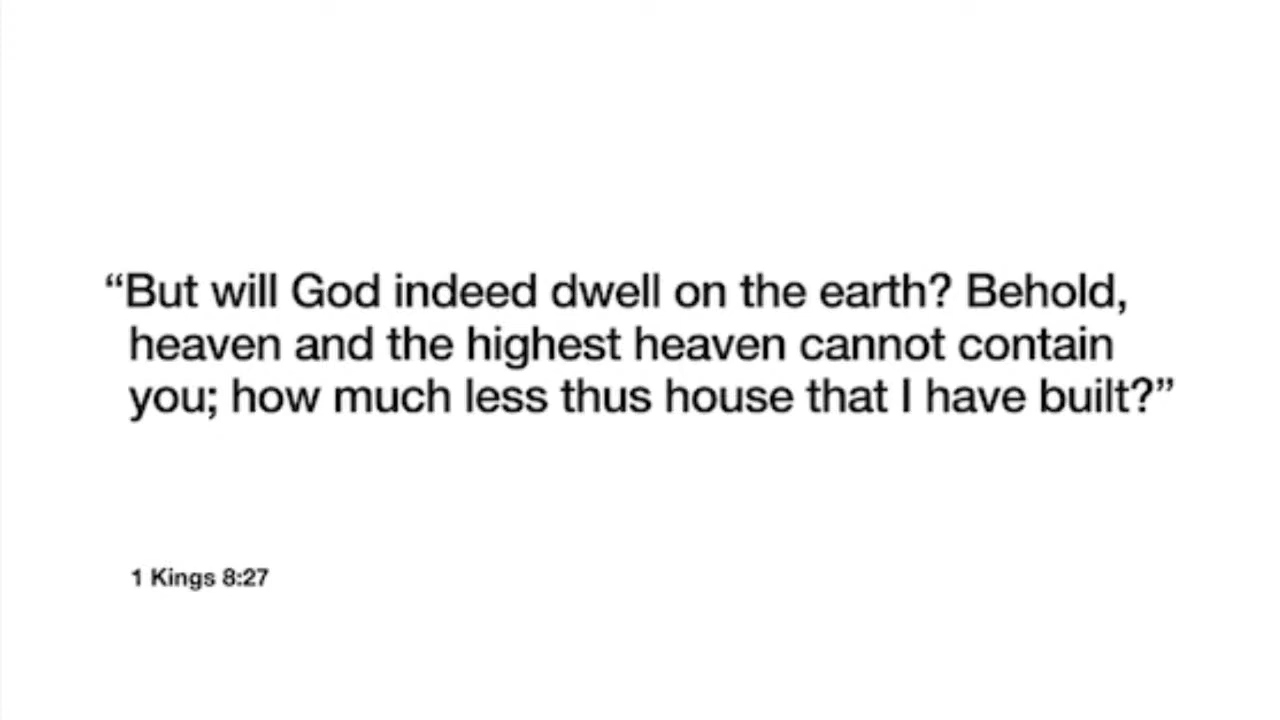 “But will God indeed dwell on the earth? Behold,
heaven and the highest heaven cannot contain
you; how much less thus house that I have built?”
1 Kings 8:27